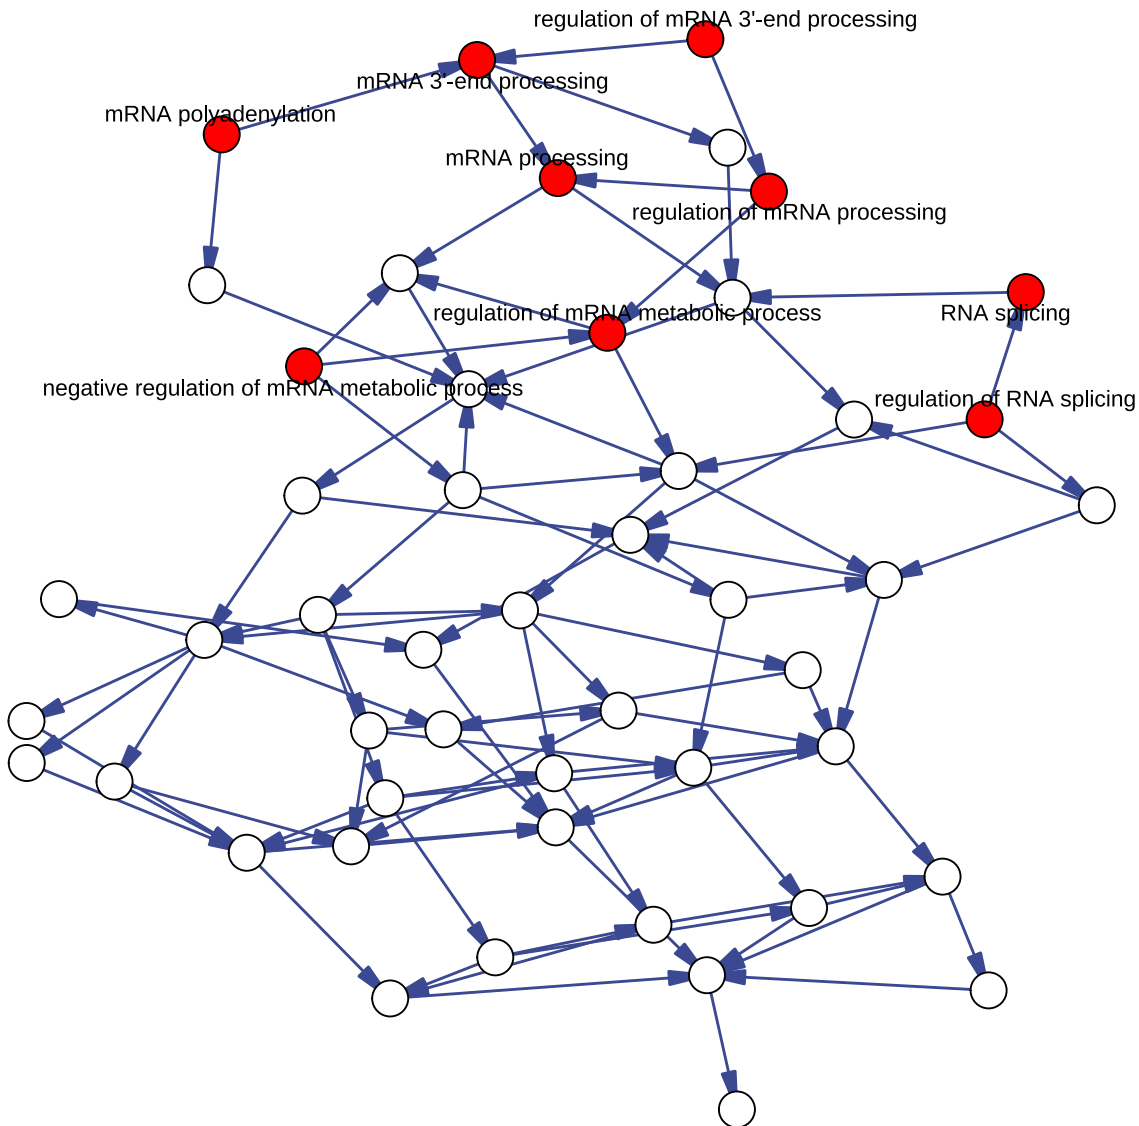 regulation of mRNA 3'-end processing
mRNA 3'-end processing
mRNA polyadenylation
mRNA processing
regulation of mRNA processing
regulation of mRNA metabolic process
RNA splicing
negative regulation of mRNA metabolic process
regulation of RNA splicing